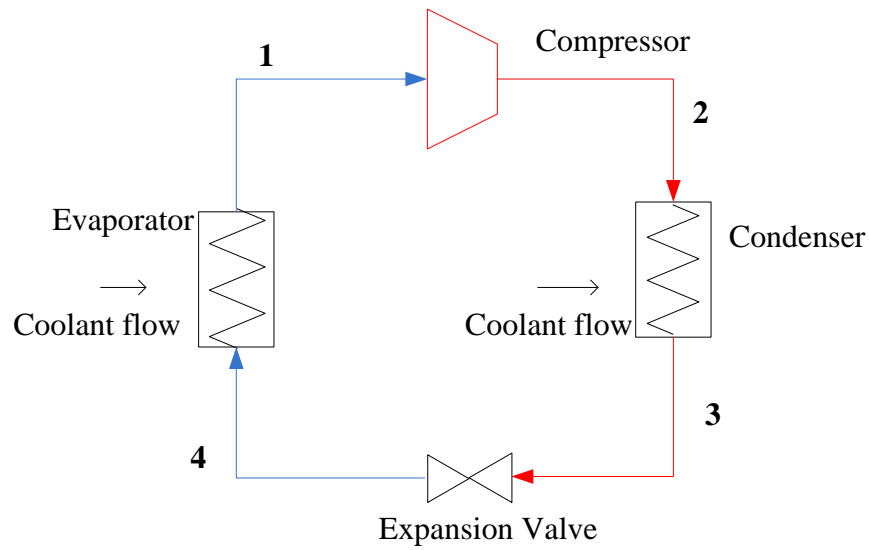 Compressor
1
2
Evaporator
Condenser
Coolant flow
Coolant flow
3
4
Expansion Valve